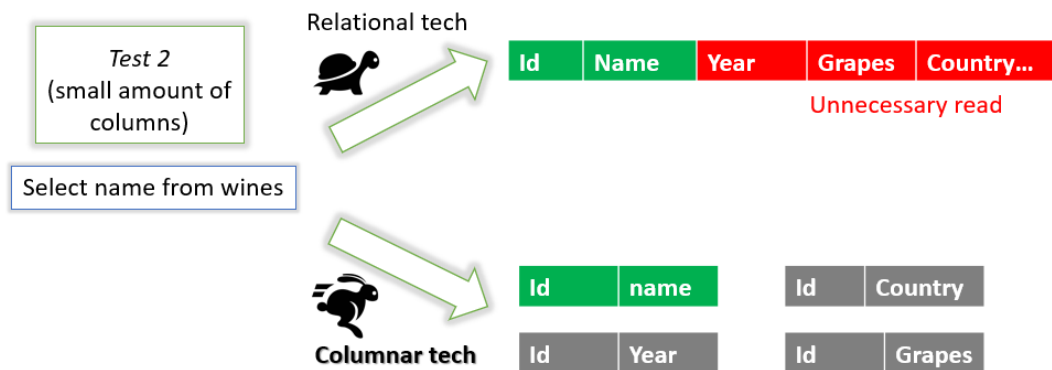 Test 2
(small amount of
columns)
Select name from wines
Relational tech
Id Name Year Grapes Country...
Unnecessary read
Columnar tech
Id name
Id Country
Id Year
Id Grapes